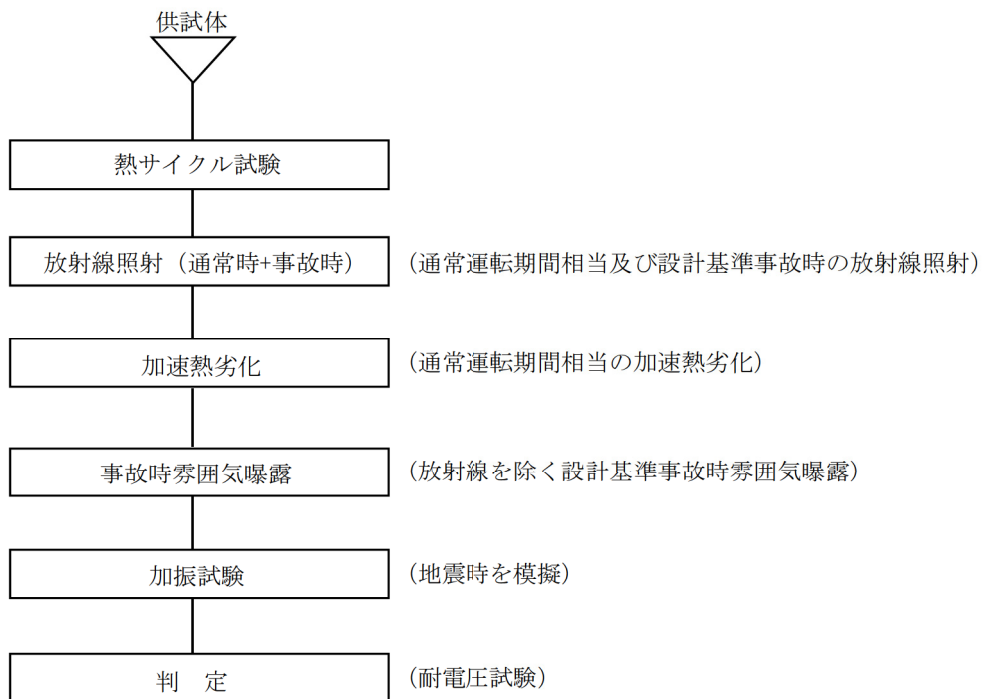 供試体
熱サイクル試験
放射線照射（通常時+事故時） （通常運転期間相当及び設計基準事故時の放射線照射）
加速熱劣化 （通常運転期間相当の加速熱劣化）
事故時雰囲気曝露 （放射線を除く設計基準事故時雰囲気曝露）
加振試験 （地震時を模擬）
判　定 （耐電圧試験）